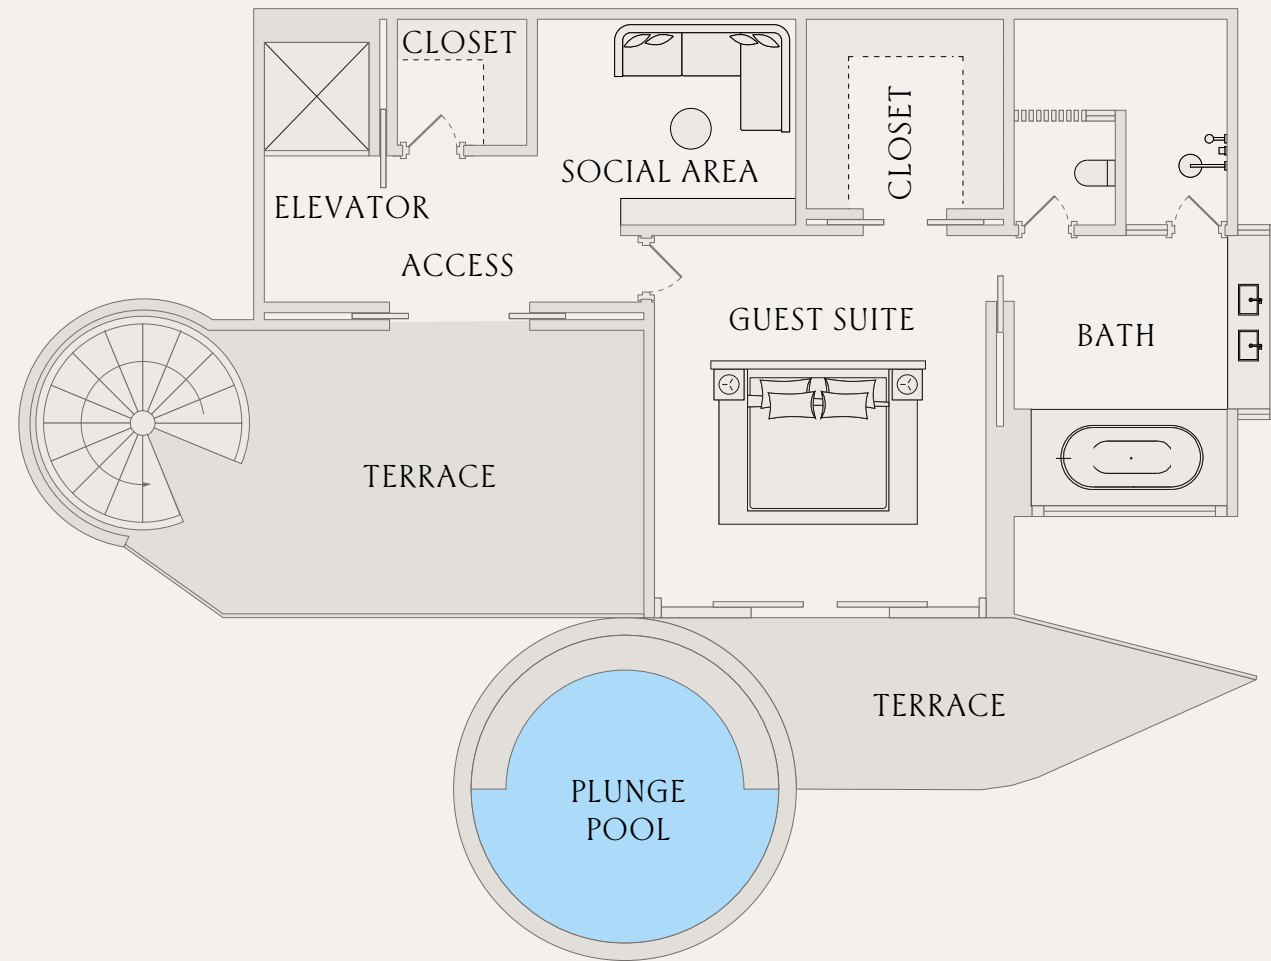 CLOSET
CLOSET
SOCIAL AREA
ELEVATOR
ACCESS
GUEST SUITE
BATH
TERRACE
TERRACE
PLUNGE
POOL